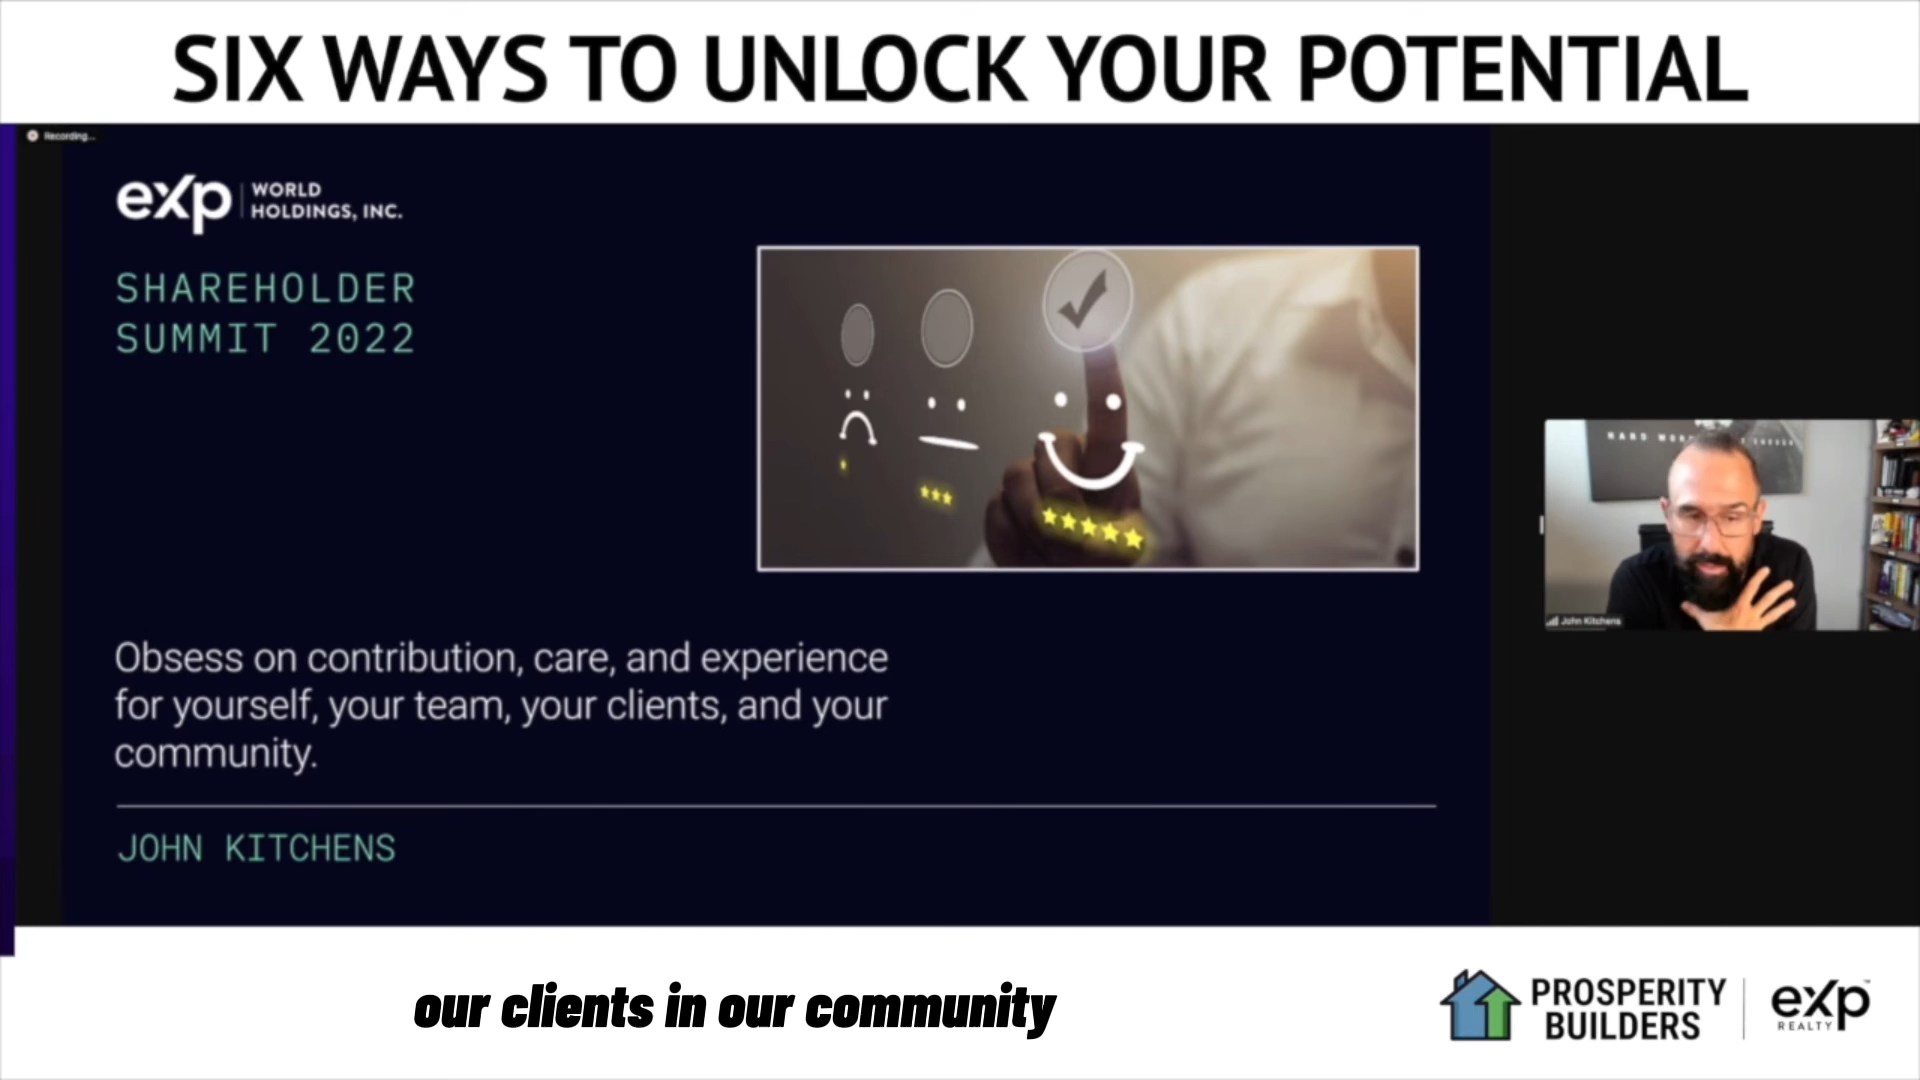 SIX WAYS TO UNLOCK YOUR POTENTIAL
Recording...
eXp WORLD
HOLDINGS, INC.
SHAREHOLDER
SUMMIT 2022
Obsess on contribution, care, and experience
for yourself, your team, your clients, and your
community.
JOHN KITCHENS
HARD
John Kitchens
our clients in our community
PROSPERITY
BUILDERS
eXp
REALTY